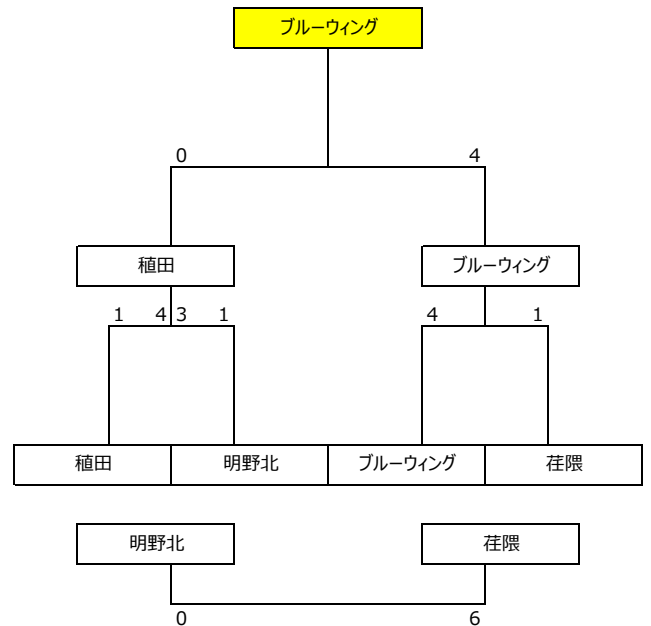 ブルーウィング
0 4
稙田 ブルーウィング
1 4 3 1 4 1
稙田 明野北 ブルーウィング 荏隈
明野北 荏隈
0 6